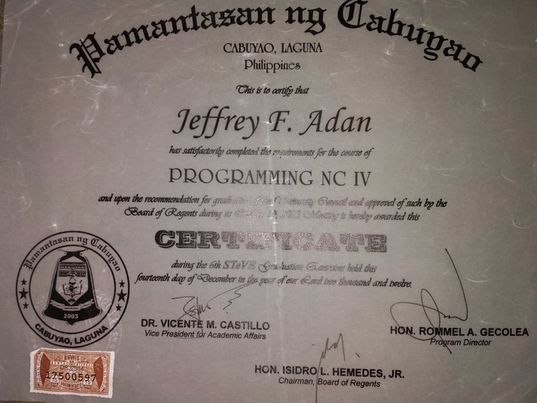 Pamantasan ng Cabuyao
CABUYAO, LAGUNA
Philippines
This is to certify that
Jeffrey F. Adan
has satisfactorily completed the requirements for the course of
PROGRAMMING NC IV
and upon the recommendation for graduation of the University Council and approval of such by the
Board of Regents during its Meeting is hereby awarded this
CERTIFICATE
during the 6th STeVE Graduation Exercises held this
fourteenth day of December in the year of our Lord two thousand and twelve.
Pamantasan ng Cabuyao
2003
CABUYAO, LAGUNA
17500597
DR. VICENTE M. CASTILLO
Vice President for Academic Affairs
HON. ROMMEL A. GECOLEA
Program Director
HON. ISIDRO L. HEMEDES, JR.
Chairman, Board of Regents